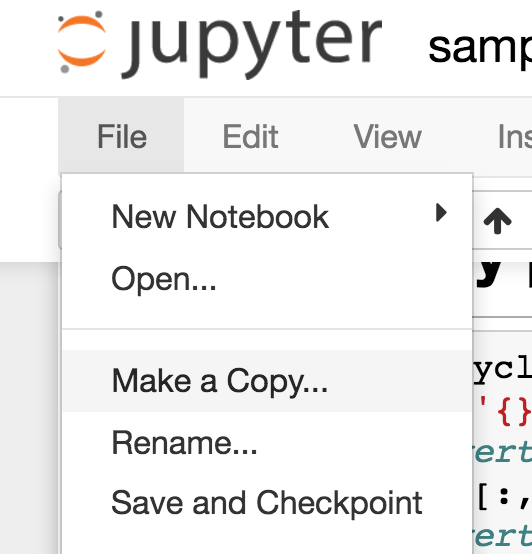 jupyter samp
File Edit View Ins
New Notebook
Open...
Make a Copy...
ycl
'{}
Rename...
ert
Save and Checkpoint
[:,
ert